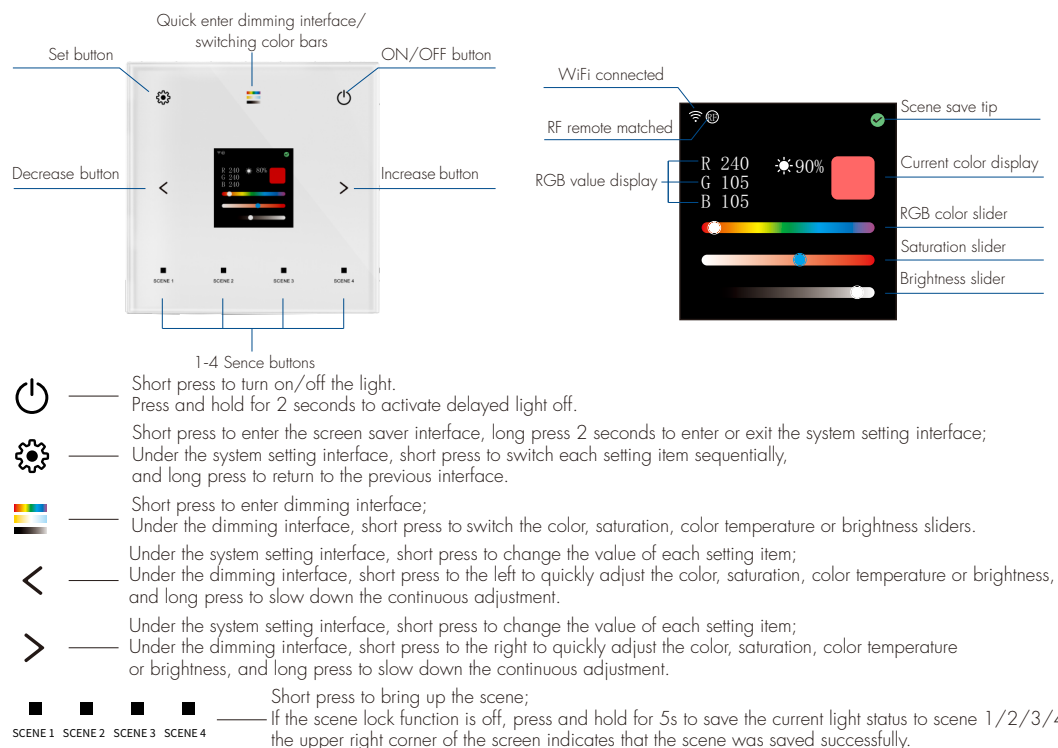 Quick enter dimming interface/
switching color bars
Set button
ON/OFF button
Decrease button
Increase button
R 240
G 240
B 240
80%
SCENE 1 SCENE 2 SCENE 3 SCENE 4
1-4 Sence buttons
WiFi connected
RF remote matched
RGB value display
RF
R 240
G 105
B 105
90%
Scene save tip
Current color display
RGB color slider
Saturation slider
Brightness slider
Short press to turn on/off the light.
Press and hold for 2 seconds to activate delayed light off.
Short press to enter the screen saver interface, long press 2 seconds to enter or exit the system setting interface;
Under the system setting interface, short press to switch each setting item sequentially,
and long press to return to the previous interface.
Short press to enter dimming interface;
Under the dimming interface, short press to switch the color, saturation, color temperature or brightness sliders.
Under the system setting interface, short press to change the value of each setting item;
Under the dimming interface, short press to the left to quickly adjust the color, saturation, color temperature or brightness,
and long press to slow down the continuous adjustment.
Under the system setting interface, short press to change the value of each setting item;
Under the dimming interface, short press to the right to quickly adjust the color, saturation, color temperature
or brightness, and long press to slow down the continuous adjustment.
SCENE 1 SCENE 2 SCENE 3 SCENE 4
Short press to bring up the scene;
If the scene lock function is off, press and hold for 5s to save the current light status to scene 1/2/3/4
the upper right corner of the screen indicates that the scene was saved successfully.